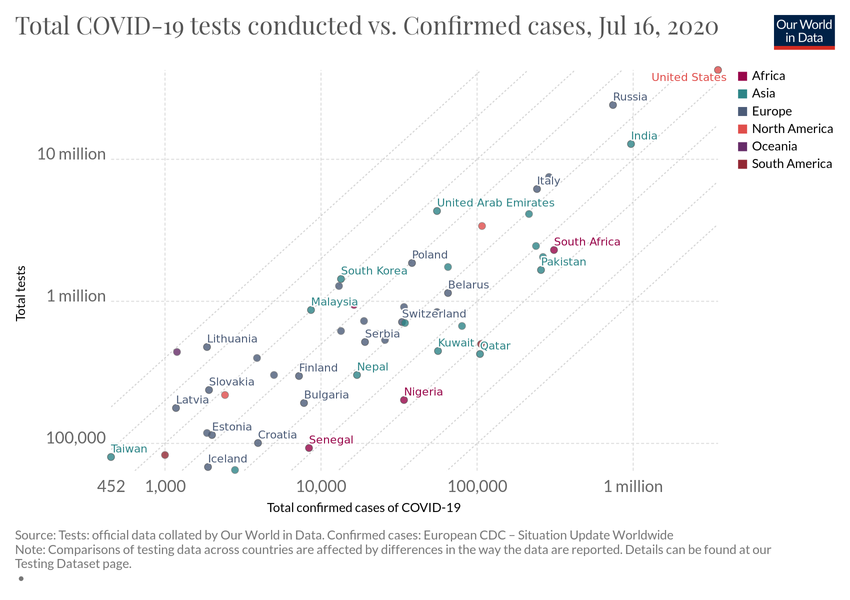 Total COVID-19 tests conducted vs. Confirmed cases, Jul 16, 2020
Our World
in Data
United States
Africa
Asia
Europe
North America
Oceania
South America
Russia
India
10 million
Italy
United Arab Emirates
South Africa
Poland
Pakistan
South Korea
Belarus
1 million
Malaysia
Switzerland
Serbia
Lithuania
Kuwait
Qatar
Finland
Nepal
Slovakia
Nigeria
Bulgaria
Latvia
Estonia
Croatia
Senegal
100,000
Taiwan
Iceland
Total tests
452
1,000
10,000
100,000
1 million
Total confirmed cases of COVID-19
Source: Tests: official data collated by Our World in Data. Confirmed cases: European CDC – Situation Update Worldwide
Note: Comparisons of testing data across countries are affected by differences in the way the data are reported. Details can be found at our
Testing Dataset page.